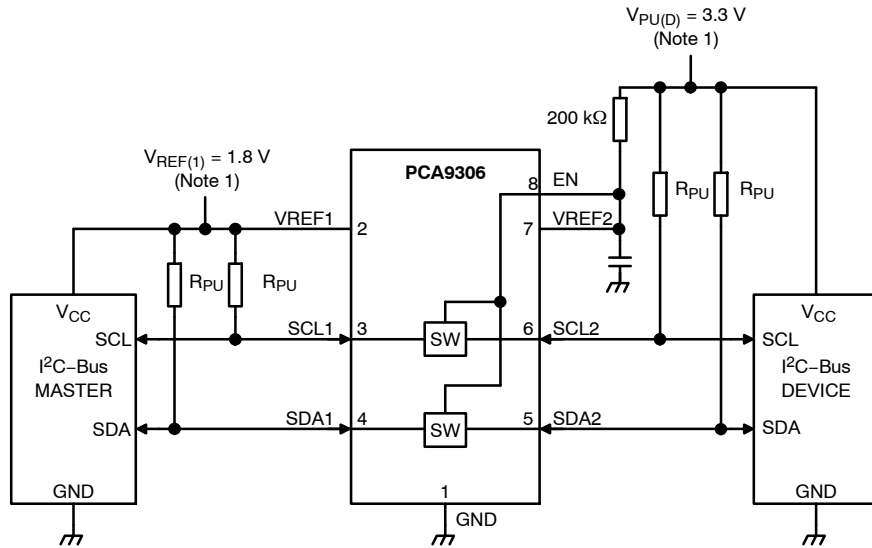 V_PU(D) = 3.3 V
(Note 1)
200 kΩ
V_REF(1) = 1.8 V
(Note 1)
PCA9306
8 EN
R_PU R_PU
VREF1 2
7 VREF2
R_PU R_PU
V_CC
V_CC
SCL SCL1 3 SW 6 SCL2 SCL
I²C–Bus
MASTER
I²C–Bus
DEVICE
SDA SDA1 4 SW 5 SDA2 SDA
GND
1
GND
GND